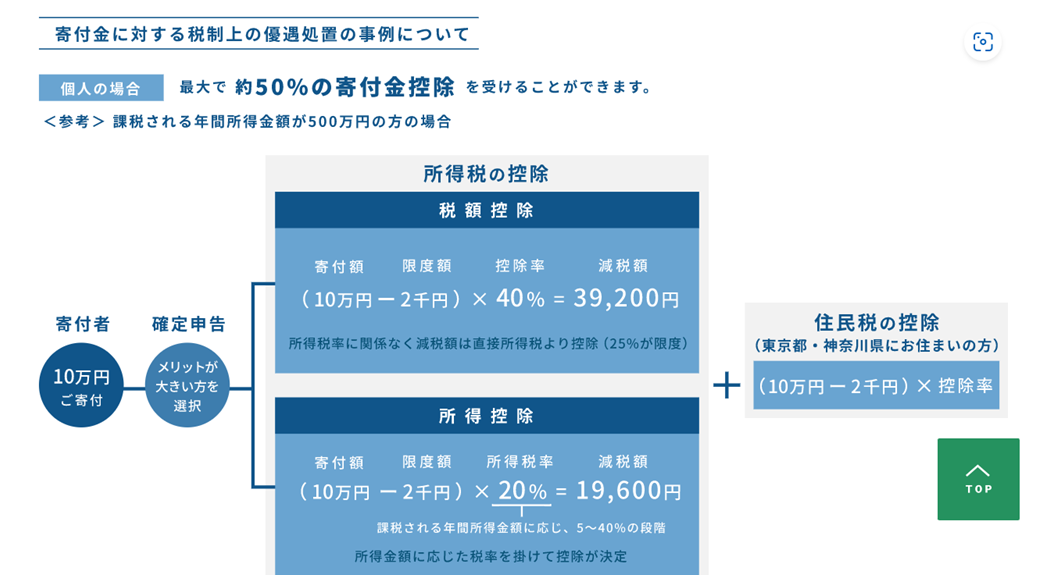 寄付金に対する税制上の優遇処置の事例について
個人の場合 最大で 約50%の寄付金控除 を受けることができます。
＜参考＞ 課税される年間所得金額が500万円の方の場合
所得税の控除
税額控除
寄付額 限度額 控除率 減税額
（10万円 ー 2千円）× 40% = 39,200円
所得税率に関係なく減税額は直接所得税より控除（25%が限度）
寄付者
10万円
ご寄付
確定申告
メリットが
大きい方を
選択
所得控除
寄付額 限度額 所得税率 減税額
（10万円 ー 2千円）× 20% = 19,600円
課税される年間所得金額に応じ、5～40%の段階
所得金額に応じた税率を掛けて控除が決定
＋
住民税の控除
（東京都・神奈川県にお住まいの方）
（10万円 ー 2千円）× 控除率
TOP